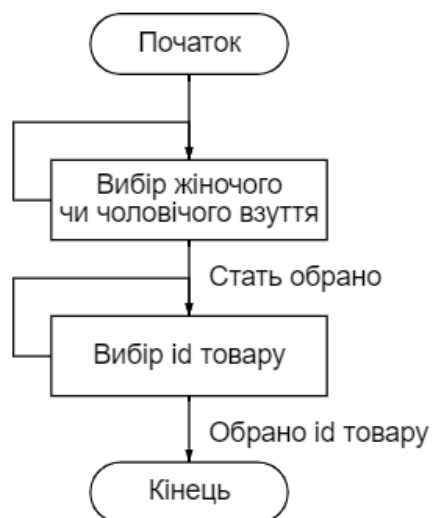 Початок
Вибір жіночого
чи чоловічого взуття
Стать обрано
Вибір id товару
Обрано id товару
Кінець